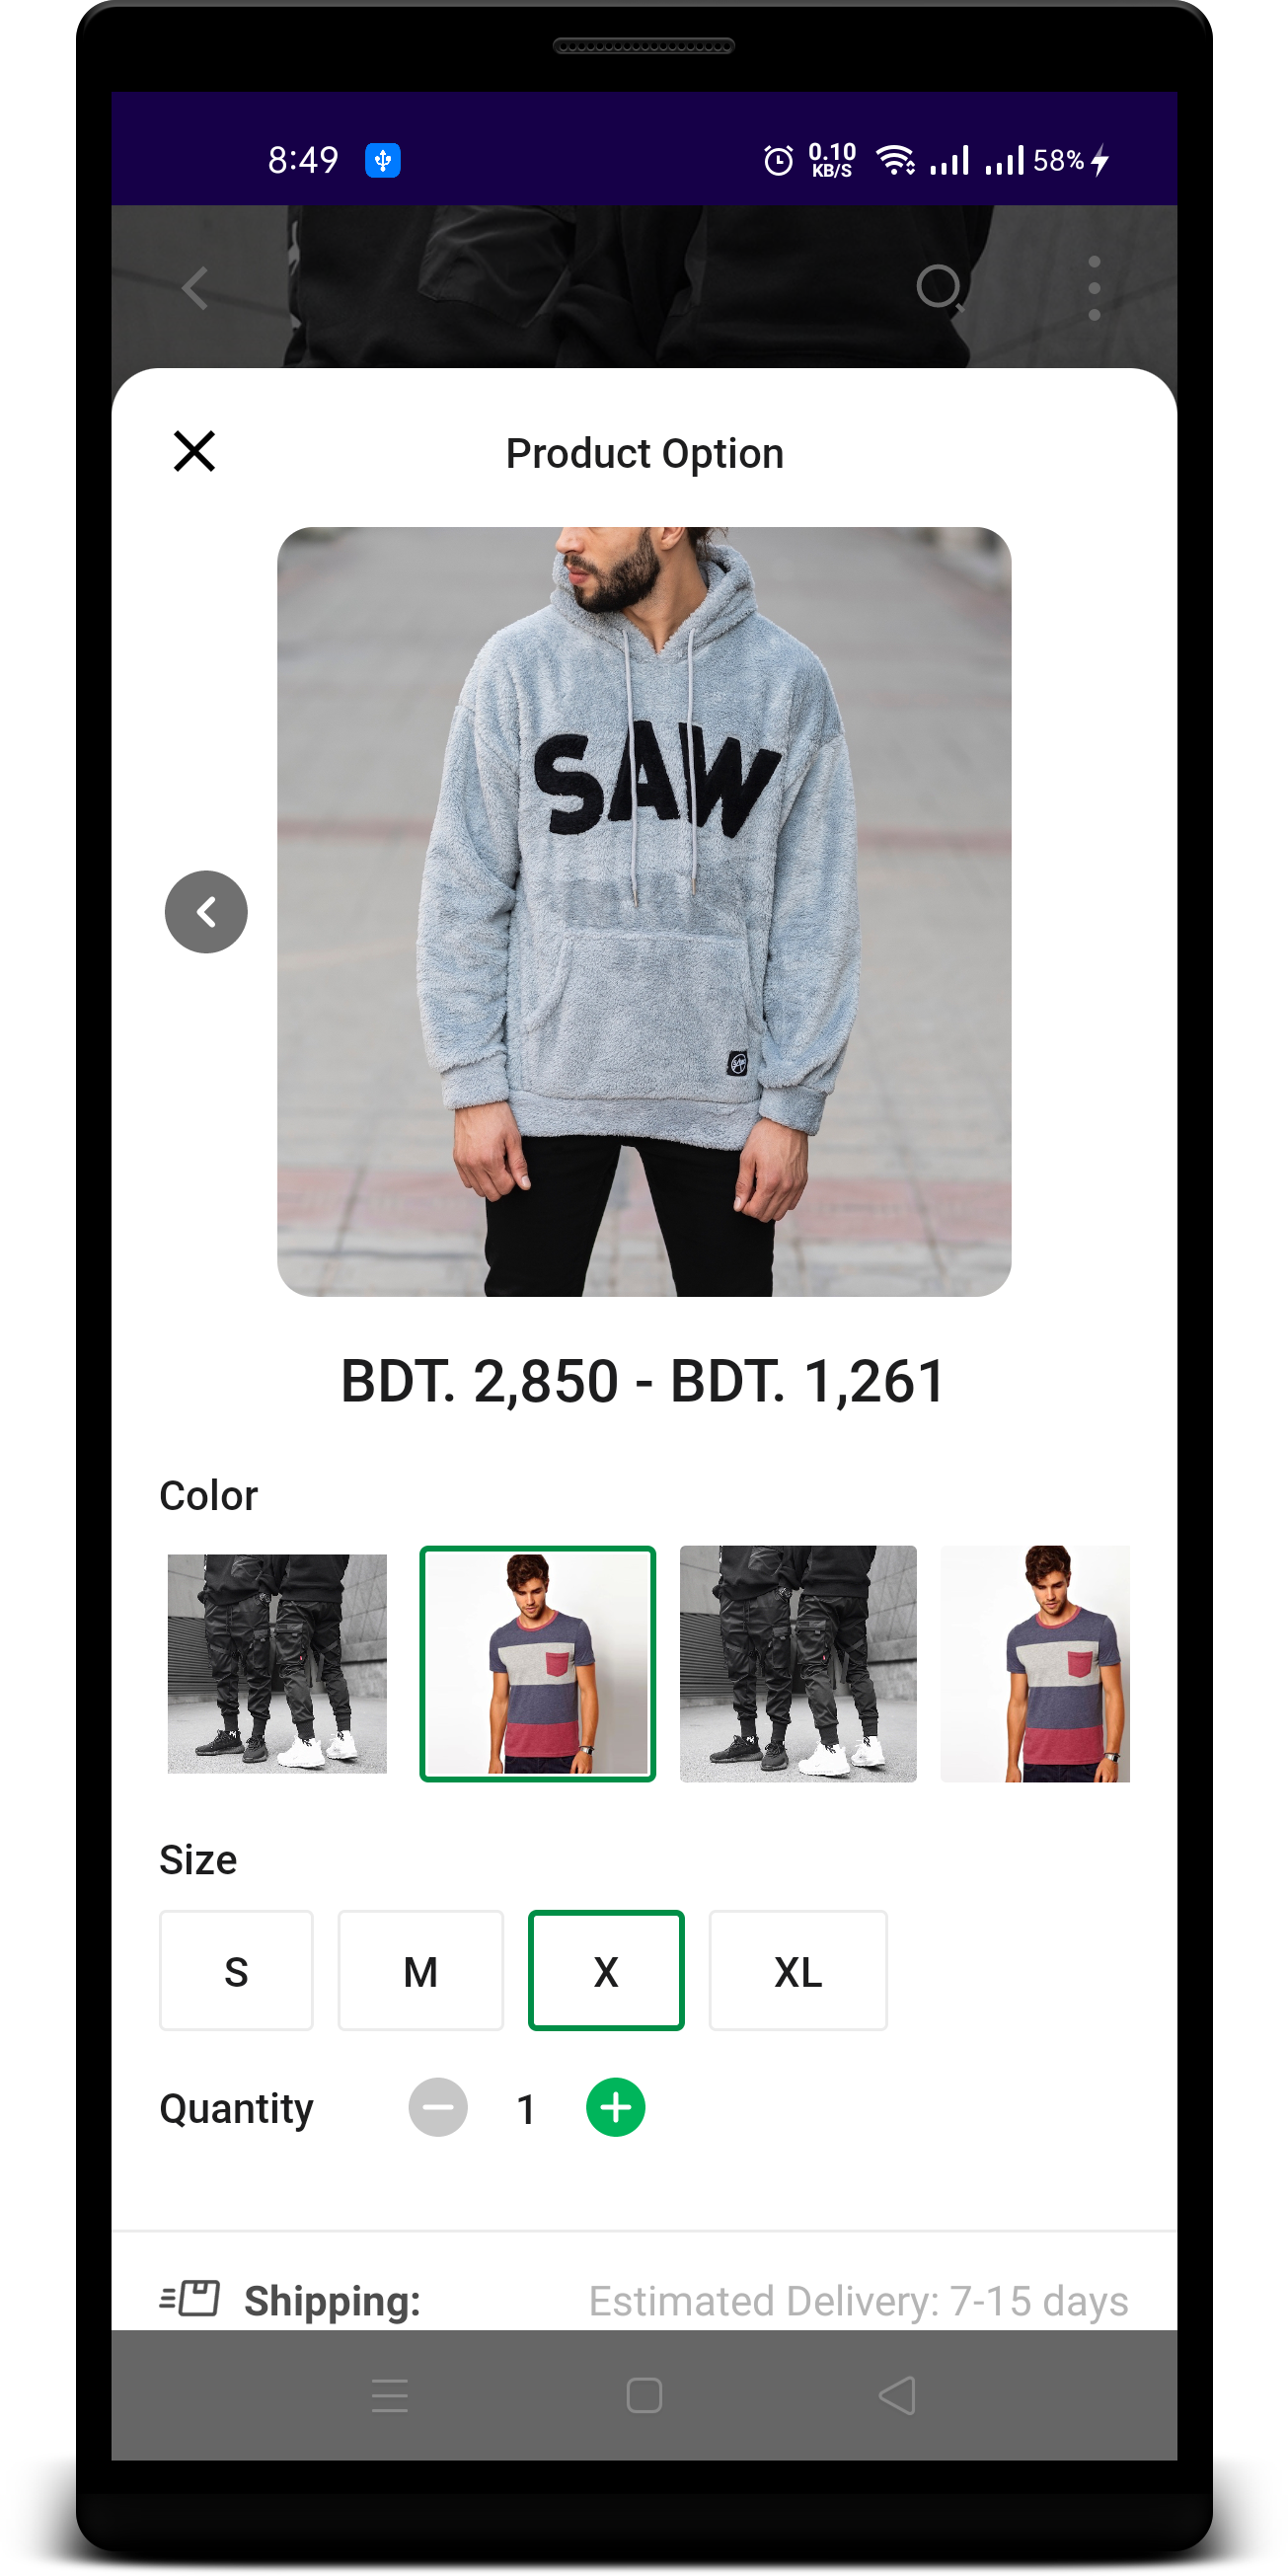 8:49 0.10 KB/S 58%
Product Option
SAW
BDT. 2,850 - BDT. 1,261
Color
Size
S M X XL
Quantity 1
Shipping: Estimated Delivery: 7-15 days